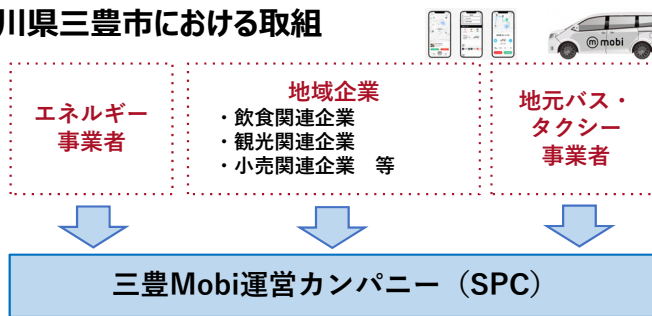 川県三豊市における取組
mobi
エネルギー
事業者
地域企業
・飲食関連企業
・観光関連企業
・小売関連企業　等
地元バス・
タクシー
事業者
三豊Mobi運営カンパニー（SPC）